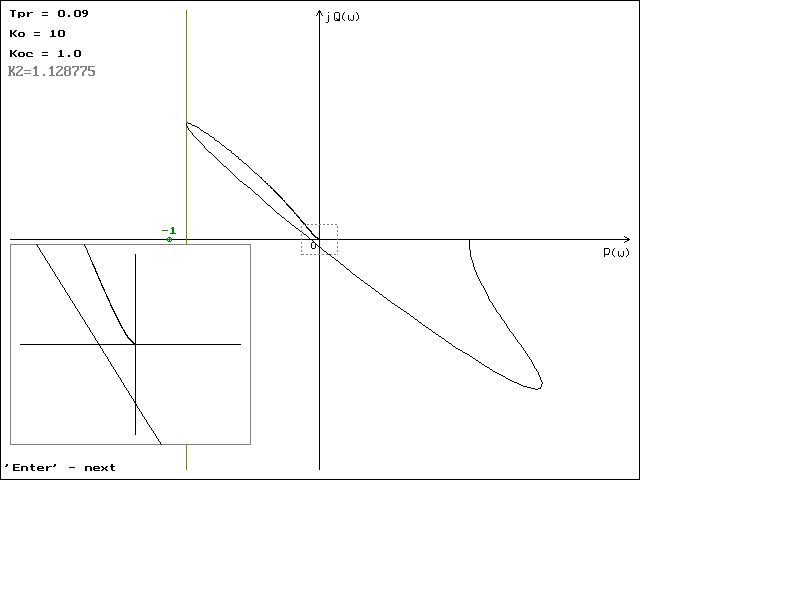 Tpr = 0.09
Ko = 10
Koc = 1.0
K2=1.128775
jQ(ω)
-1
0
P(ω)
'Enter' - next